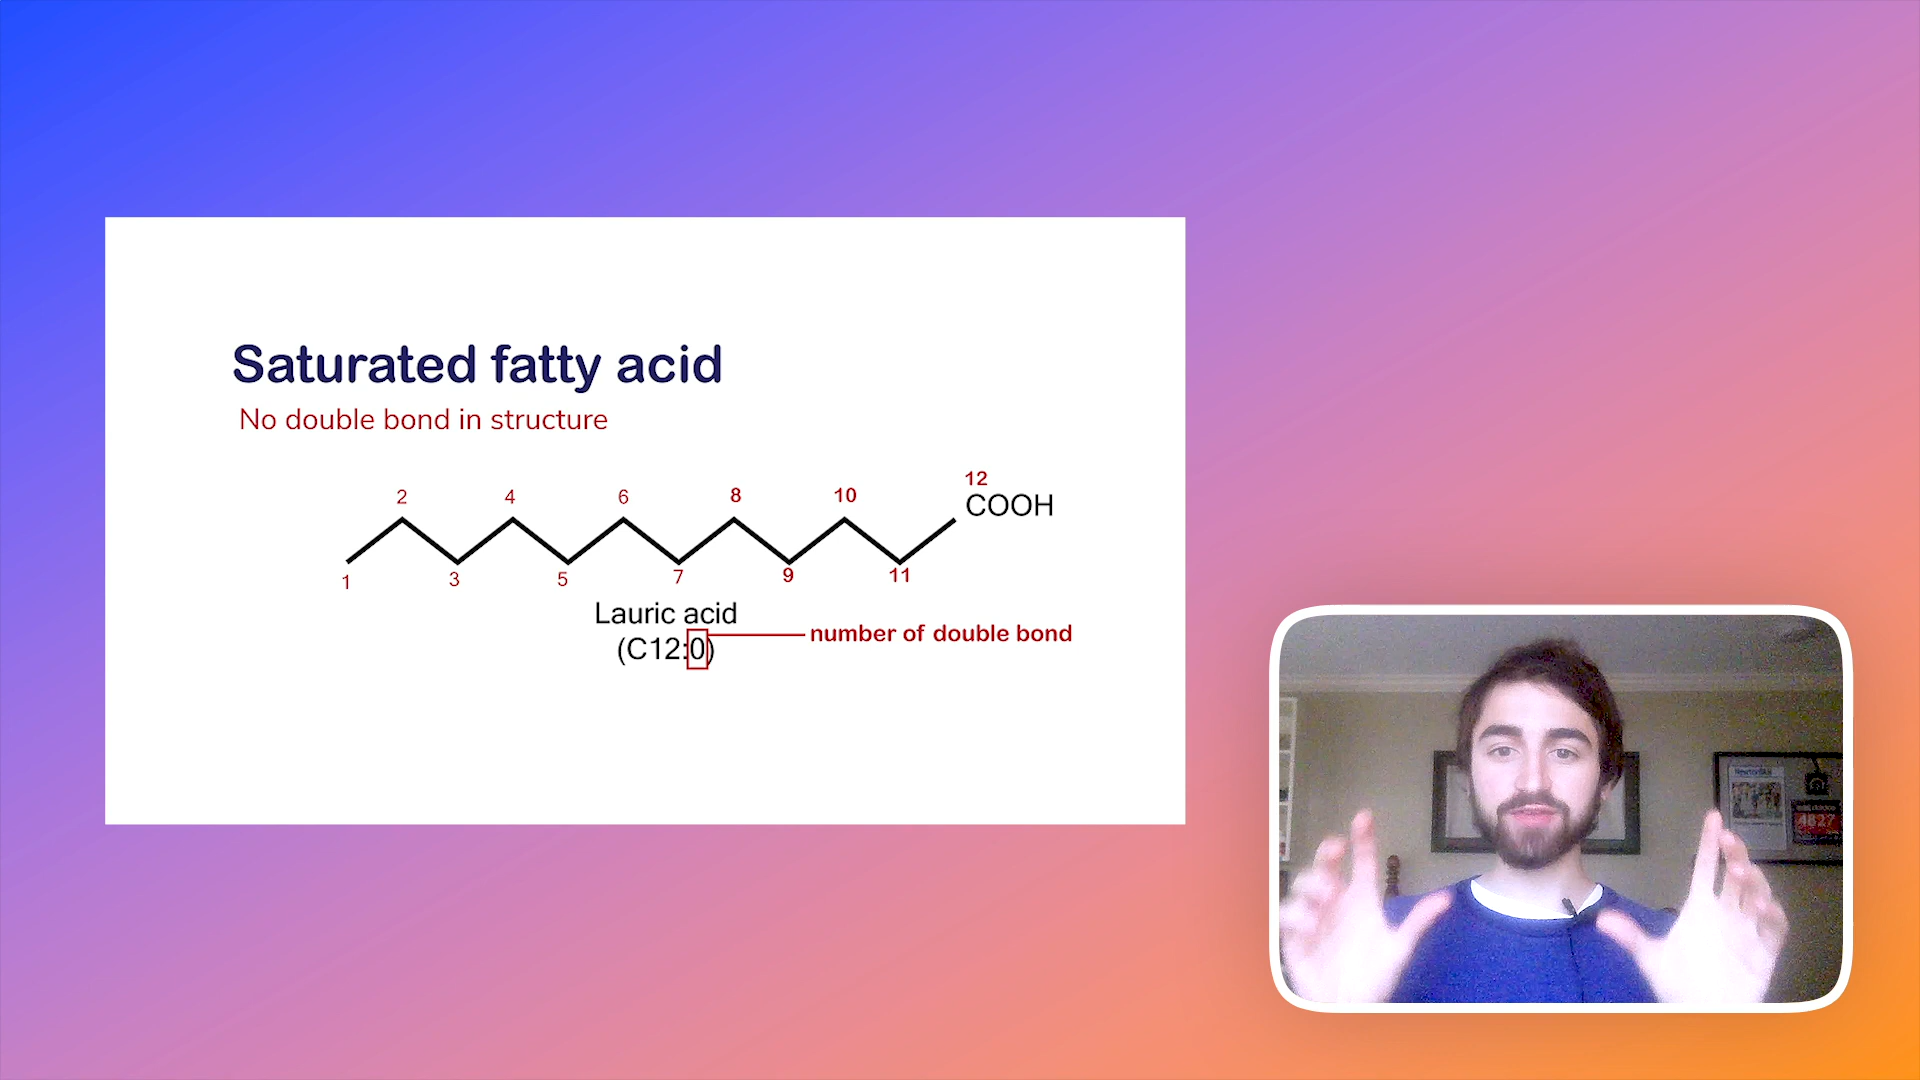 Saturated fatty acid
No double bond in structure
12
2 4 6 8 10 COOH
1 3 5 7 9 11
Lauric acid
number of double bond
(C12:0)
4827